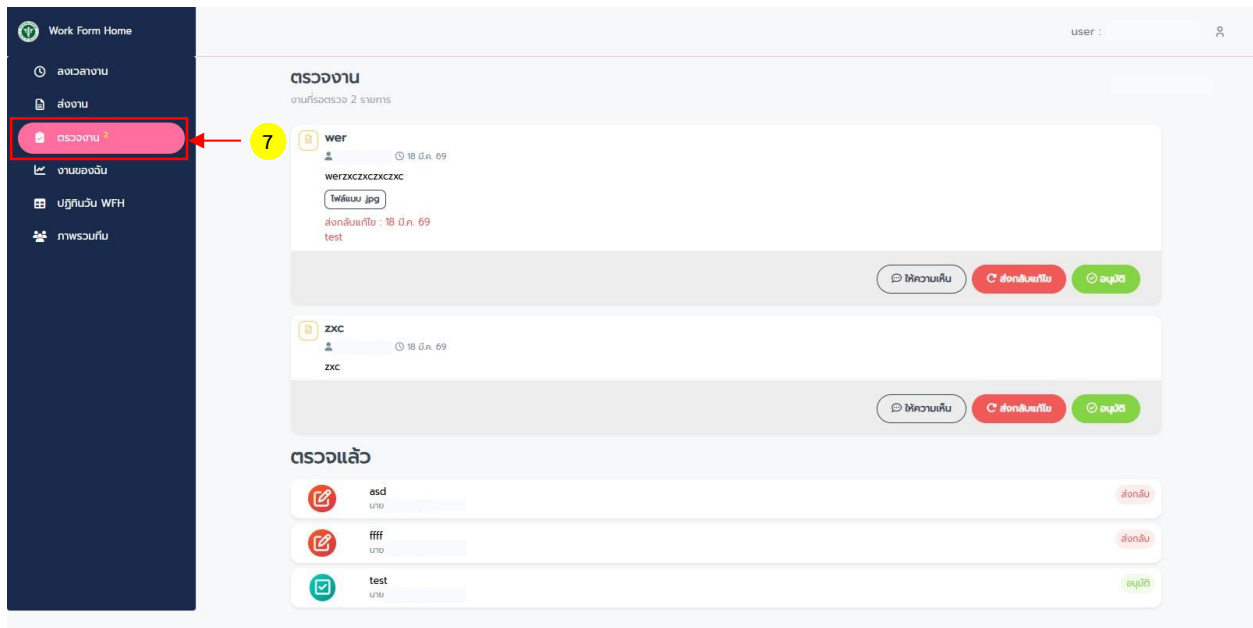 Work Form Home
user :
ลงเวลางาน
ส่งงาน
ตรวจงาน 2
งานของฉัน
ปฏิทินวัน WFH
ภาพรวมทีม
7
ตรวจงาน
งานที่รอตรวจ 2 รายการ
wer
18 มี.ค. 69
werzxczxczxczxc
ไฟล์แนบ .jpg
ส่งกลับแก้ไข : 18 มี.ค. 69
test
ให้ความเห็น ส่งกลับแก้ไข อนุมัติ
zxc
18 มี.ค. 69
zxc
ให้ความเห็น ส่งกลับแก้ไข อนุมัติ
ตรวจแล้ว
asd
นาย
ส่งกลับ
ffff
นาย
ส่งกลับ
test
นาย
อนุมัติ